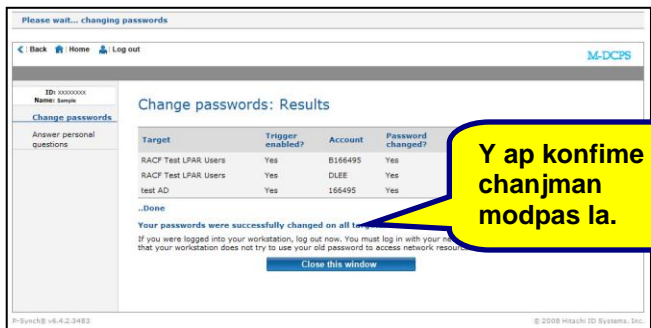 Please wait... changing passwords
Back Home Log out
M-DCPS
ID: XXXXXXXX
Name: Sample
Change passwords
Answer personal
questions
Change passwords: Results
Target Trigger enabled? Account Password changed?
RACF Test LPAR Users Yes B166495 Yes
RACF Test LPAR Users Yes DLEE Yes
test AD Yes 166495 Yes
..Done
Your passwords were successfully changed on all
If you were logged into your workstation, log out now. You must log in with your
that your workstation does not try to use your old password to access network
Close this window
Y ap konfime
chanjman
modpas la.
P-Synch® v6.4.2.3483
© 2008 Hitachi ID Systems, Inc.